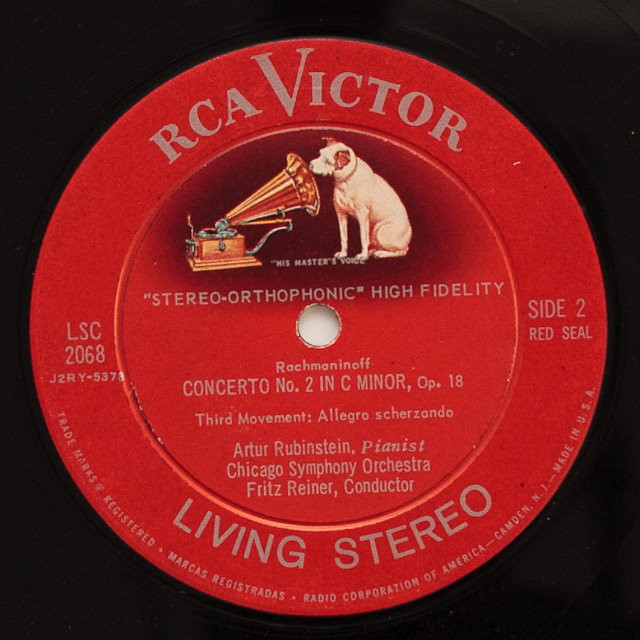 RCA VICTOR
"HIS MASTER'S VOICE"
"STEREO-ORTHOPHONIC" HIGH FIDELITY
LSC
2068
J2RY-5378
SIDE 2
RED SEAL
Rachmaninoff
CONCERTO No. 2 IN C MINOR, Op. 18
Third Movement: Allegro scherzando
Artur Rubinstein, Pianist
Chicago Symphony Orchestra
Fritz Reiner, Conductor
LIVING STEREO
TRADE MARKS ® REGISTERED • MARCAS REGISTRADAS • RADIO CORPORATION OF AMERICA—CAMDEN, N. J.—MADE IN U.S.A.